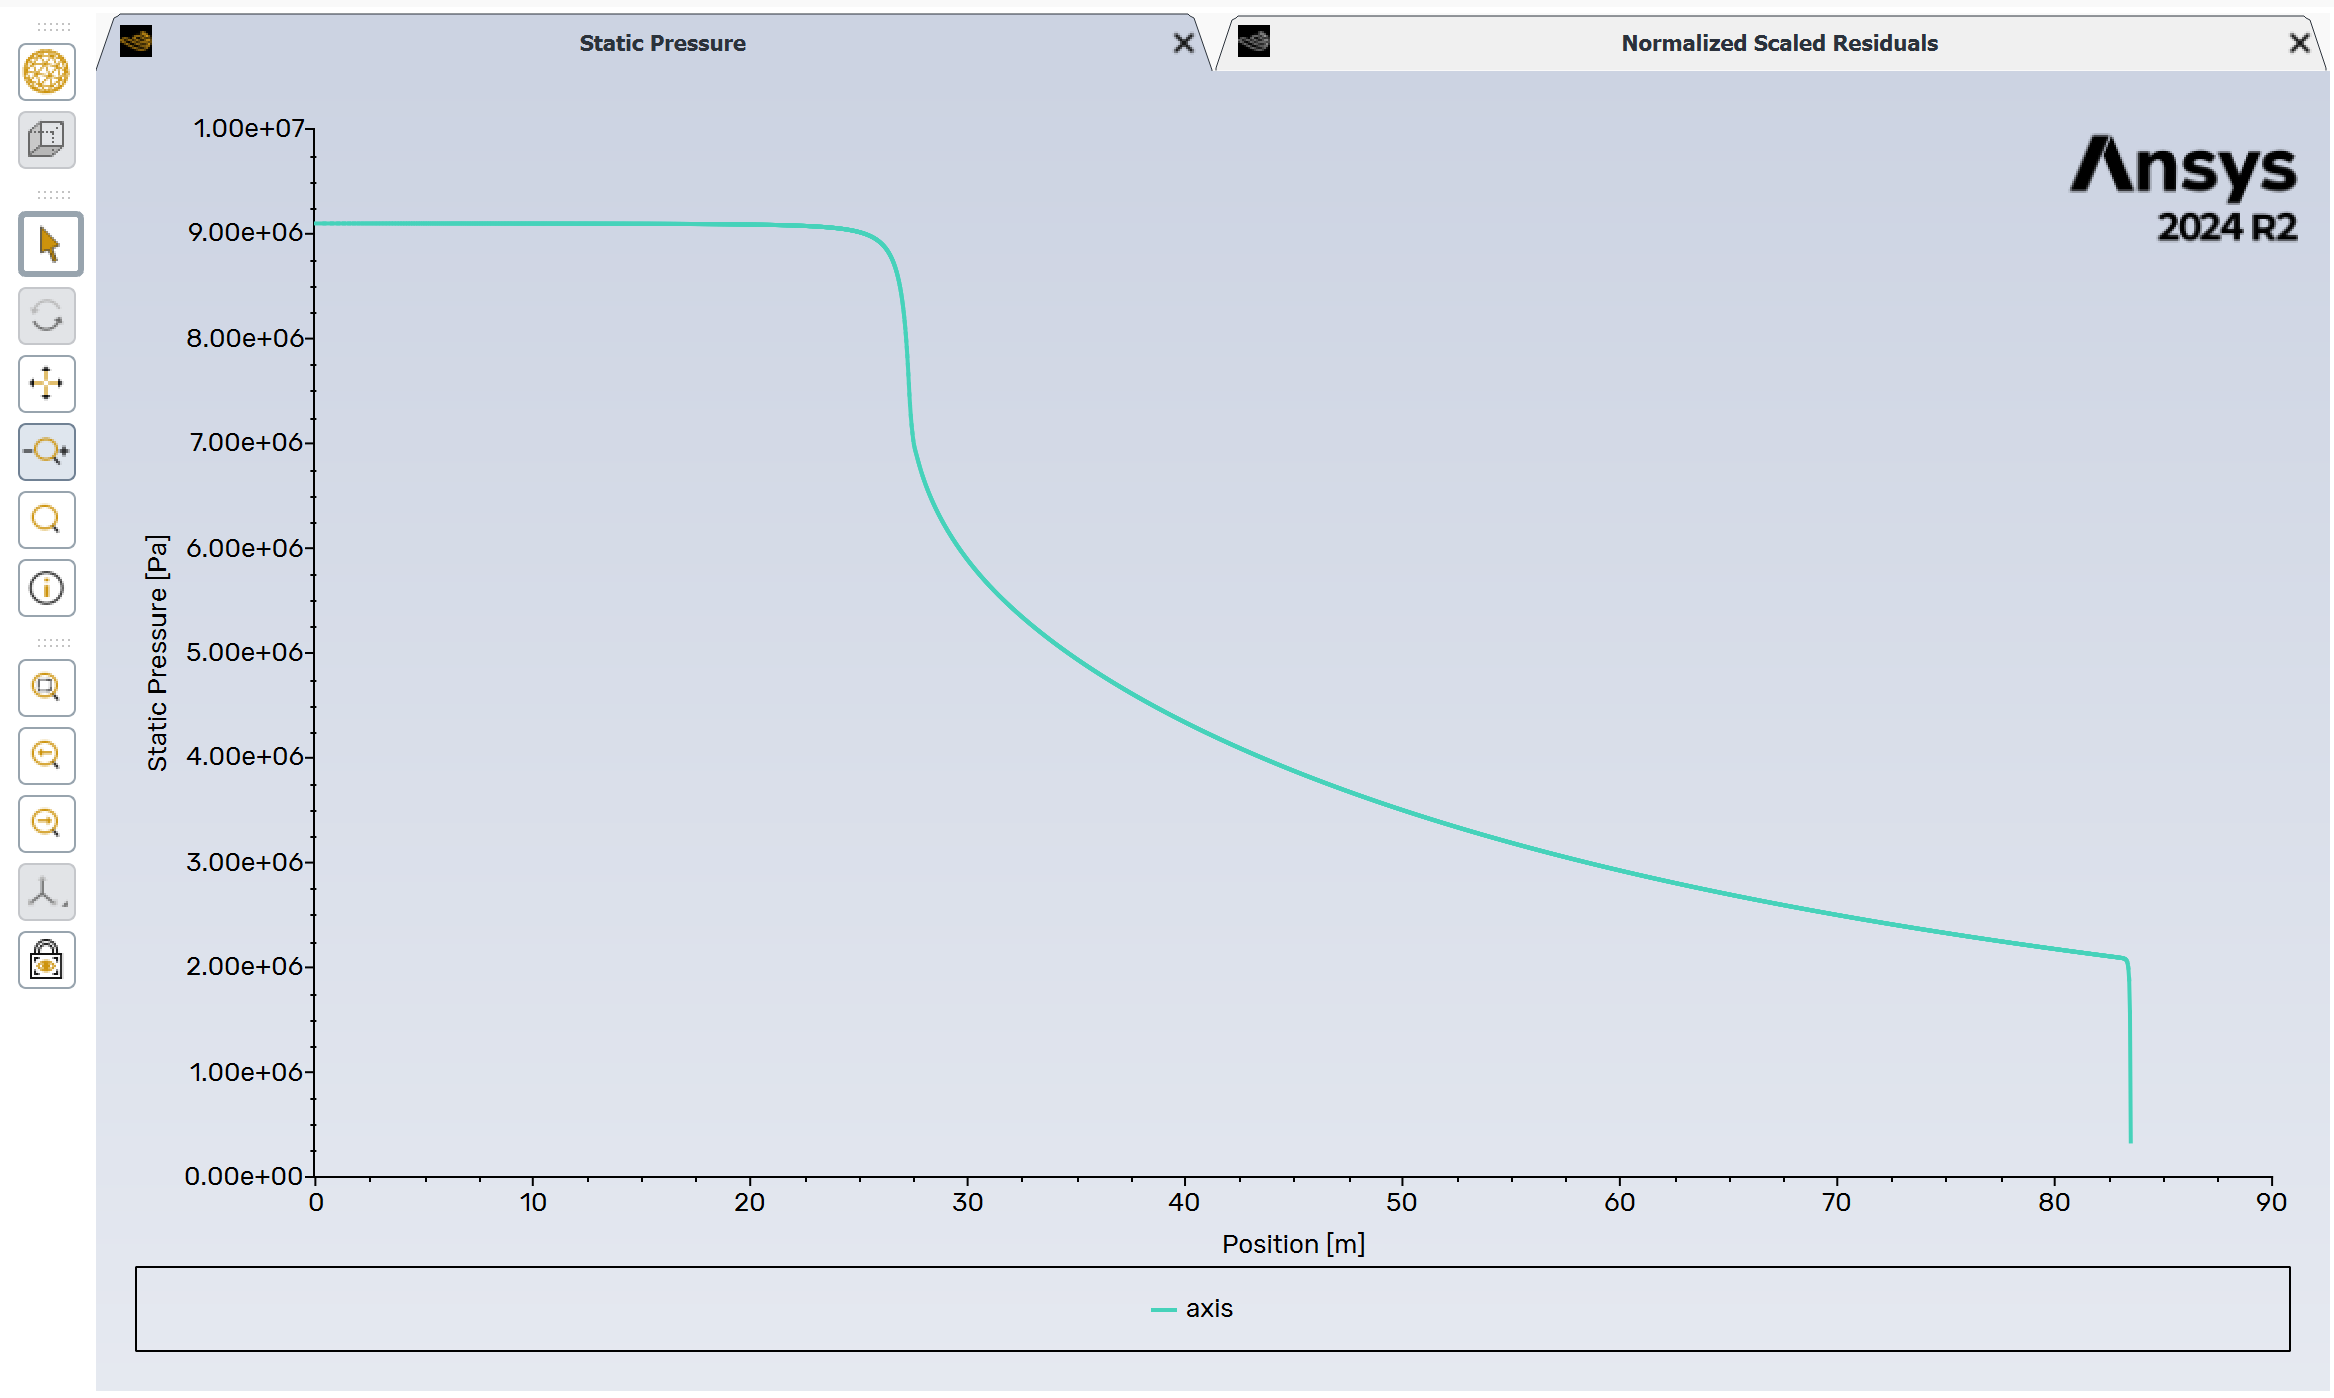 Static Pressure
Normalized Scaled Residuals
Ansys
2024 R2
1.00e+07
9.00e+06
8.00e+06
7.00e+06
6.00e+06
5.00e+06
4.00e+06
3.00e+06
2.00e+06
1.00e+06
0.00e+00
Static Pressure [Pa]
0 10 20 30 40 50 60 70 80 90
Position [m]
axis